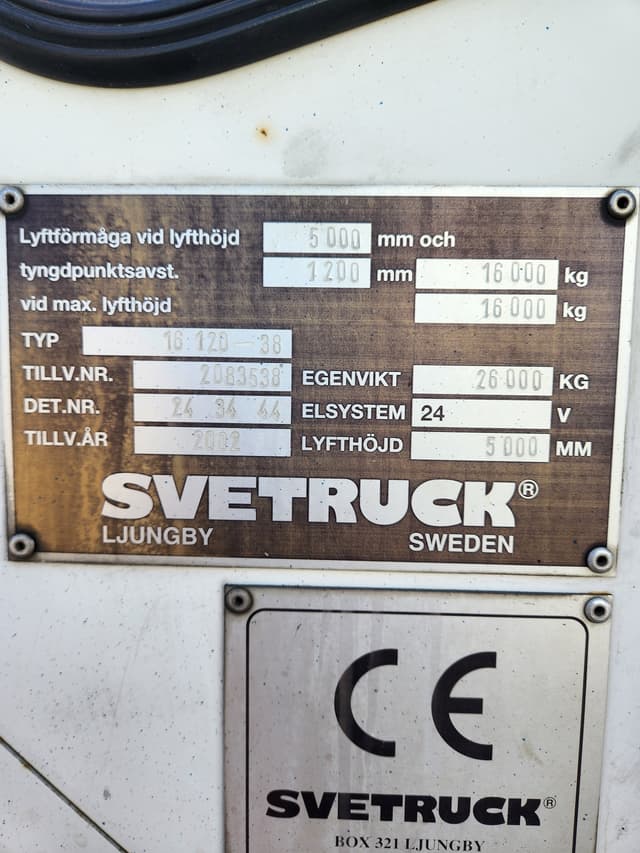 Lyftförmåga vid lyfthöjd 5 000 mm och
tyngdpunktsavst. 1 200 mm 16 000 kg
vid max. lyfthöjd 16 000 kg
TYP 16 120-38
TILLV.NR. 2083538 EGENVIKT 26 000 KG
DET.NR. 24 34 44 ELSYSTEM 24 V
TILLV.ÅR 2002 LYFTHÖJD 5 000 MM
SVETRUCK®
LJUNGBY SWEDEN
CE
SVETRUCK®
BOX 321 LJUNGBY